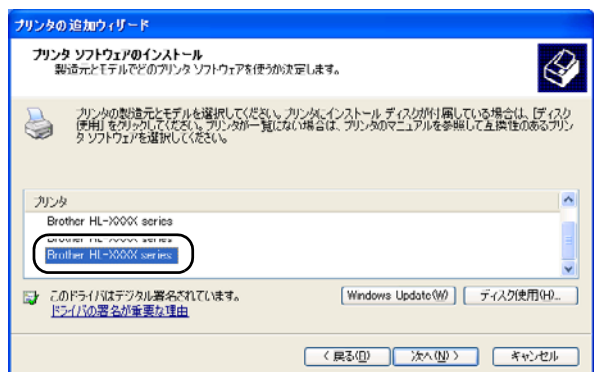 プリンタの追加ウィザード
プリンタ ソフトウェアのインストール
製造元とモデルでどのプリンタ ソフトウェアを使うか決定します。
プリンタの製造元とモデルを選択してください。プリンタにインストール ディスクが付属している場合は、[ディスク
使用] をクリックしてください。プリンタが一覧にない場合は、プリンタのマニュアルを参照して互換性のあるプリン
タ ソフトウェアを選択してください。
プリンタ
Brother HL-XXXX series
Brother HL-XXXX series
Brother HL-XXXX series
このドライバはデジタル署名されています。
ドライバの署名が重要な理由
Windows Update(W)
ディスク使用(H)...
< 戻る(B)
次へ(N) >
キャンセル